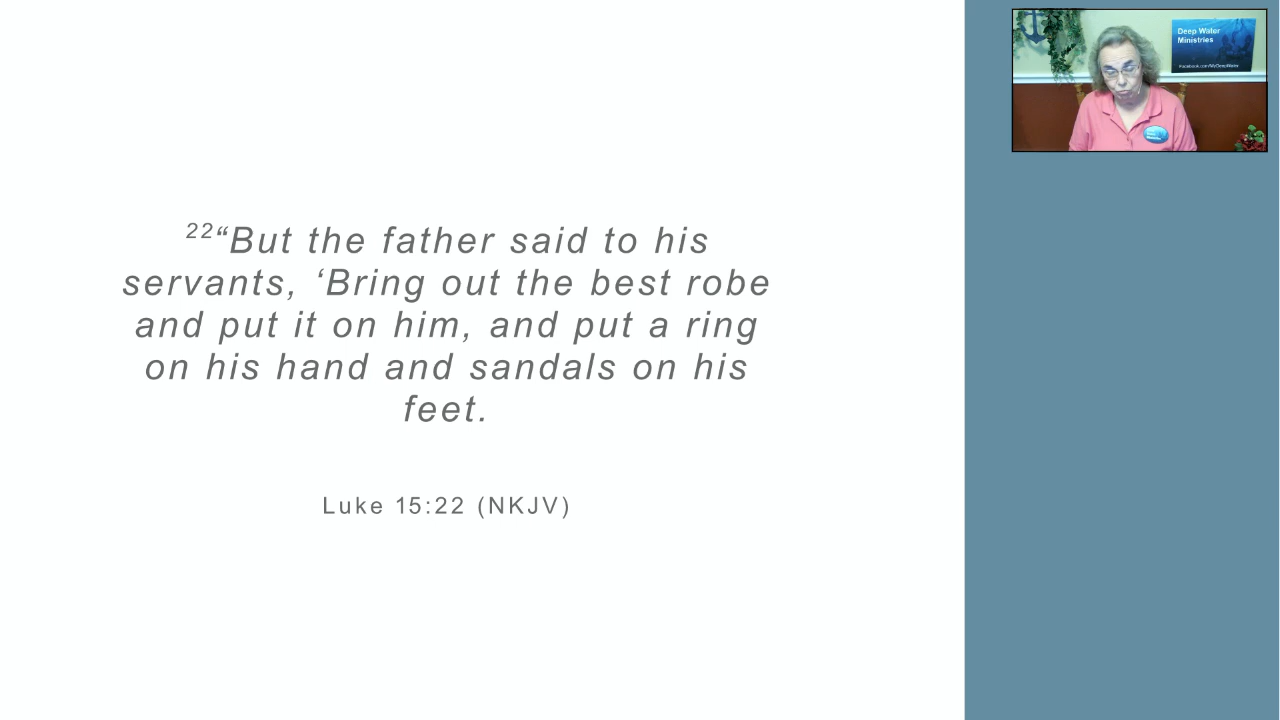 22“But the father said to his
servants, ‘Bring out the best robe
and put it on him, and put a ring
on his hand and sandals on his
feet.
Luke 15:22 (NKJV)
Deep Water
Ministries